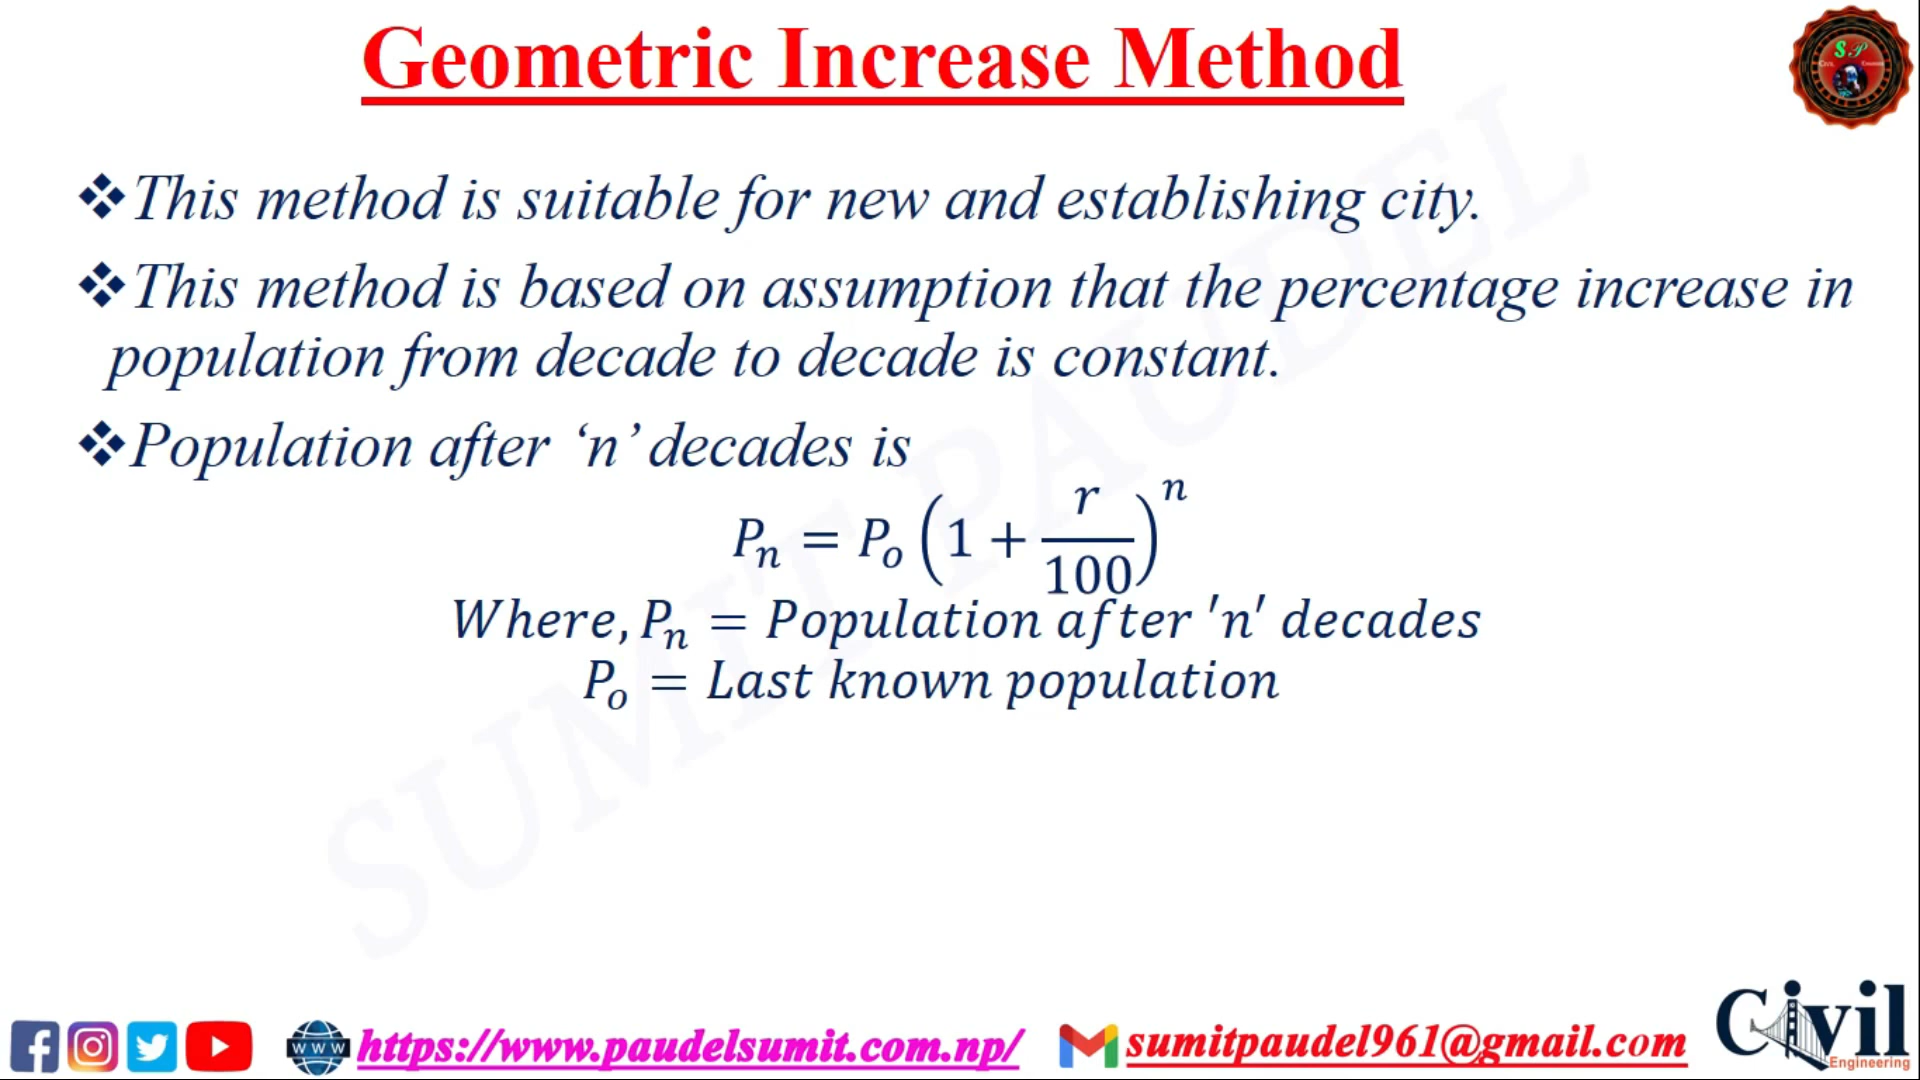 Geometric Increase Method
❖This method is suitable for new and establishing city.
❖This method is based on assumption that the percentage increase in
population from decade to decade is constant.
❖Population after ‘n’ decades is
Pₙ = Pₒ (1 + r/100)ⁿ
Where, Pₙ = Population after 'n' decades
Pₒ = Last known population
SUMIT PAUDEL
SP
WWW
https://www.paudelsumit.com.np/
sumitpaudel961@gmail.com
Civil
Engineering